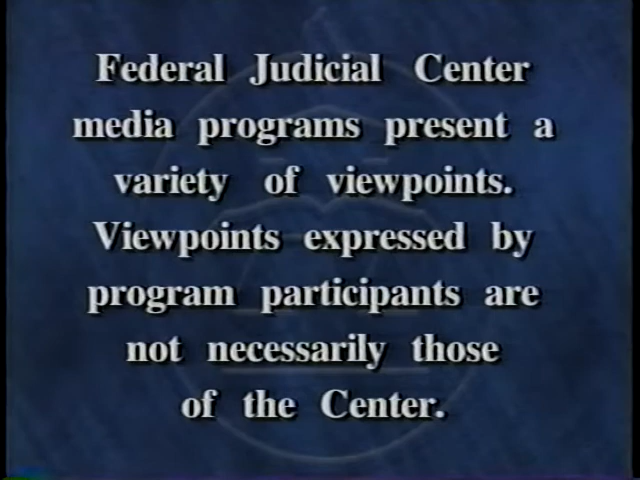 Federal Judicial Center
media programs present a
variety of viewpoints.
Viewpoints expressed by
program participants are
not necessarily those
of the Center.